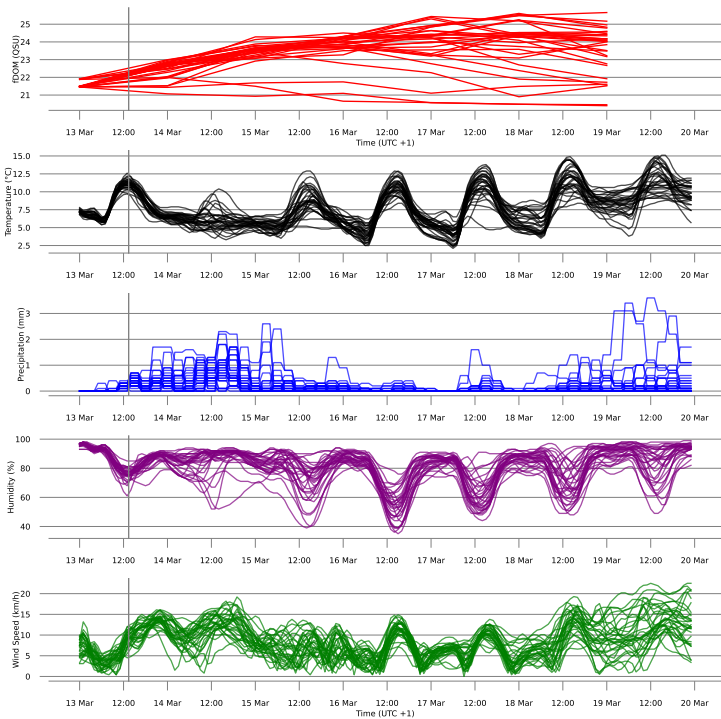 fDOM (QSU)
25
24
23
22
21
13 Mar 12:00 14 Mar 12:00 15 Mar 12:00 16 Mar 12:00 17 Mar 12:00 18 Mar 12:00 19 Mar 12:00 20 Mar
Time (UTC +1)
Temperature (°C)
15.0
12.5
10.0
7.5
5.0
2.5
13 Mar 12:00 14 Mar 12:00 15 Mar 12:00 16 Mar 12:00 17 Mar 12:00 18 Mar 12:00 19 Mar 12:00 20 Mar
Precipitation (mm)
3
2
1
0
13 Mar 12:00 14 Mar 12:00 15 Mar 12:00 16 Mar 12:00 17 Mar 12:00 18 Mar 12:00 19 Mar 12:00 20 Mar
Humidity (%)
100
80
60
40
13 Mar 12:00 14 Mar 12:00 15 Mar 12:00 16 Mar 12:00 17 Mar 12:00 18 Mar 12:00 19 Mar 12:00 20 Mar
Wind Speed (km/h)
20
15
10
5
0
13 Mar 12:00 14 Mar 12:00 15 Mar 12:00 16 Mar 12:00 17 Mar 12:00 18 Mar 12:00 19 Mar 12:00 20 Mar
Time (UTC +1)